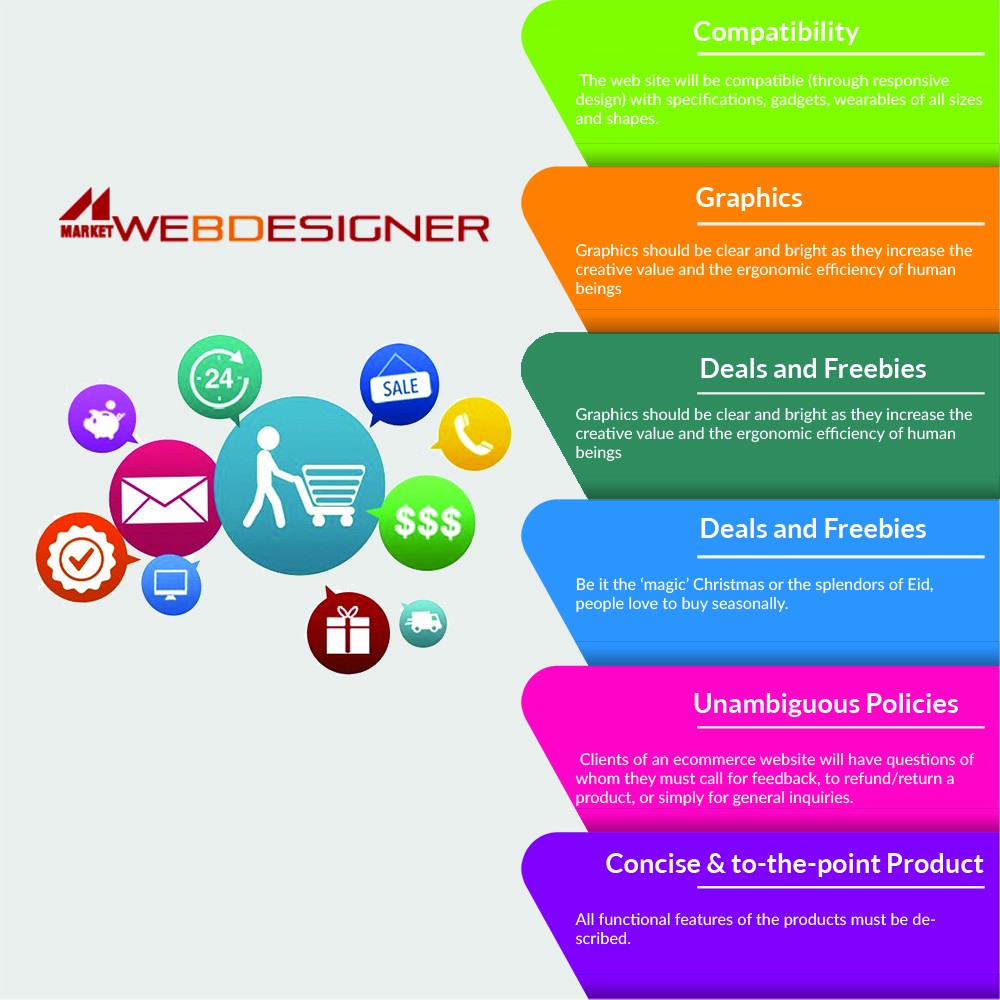 MARKET WEBDESIGNER
24
SALE
$$$
Compatibility
The web site will be compatible (through responsive
design) with specifications, gadgets, wearables of all sizes
and shapes.
Graphics
Graphics should be clear and bright as they increase the
creative value and the ergonomic efficiency of human
beings
Deals and Freebies
Graphics should be clear and bright as they increase the
creative value and the ergonomic efficiency of human
beings
Deals and Freebies
Be it the ‘magic’ Christmas or the splendors of Eid,
people love to buy seasonally.
Unambiguous Policies
Clients of an ecommerce website will have questions of
whom they must call for feedback, to refund/return a
product, or simply for general inquiries.
Concise & to-the-point Product
All functional features of the products must be de-
scribed.